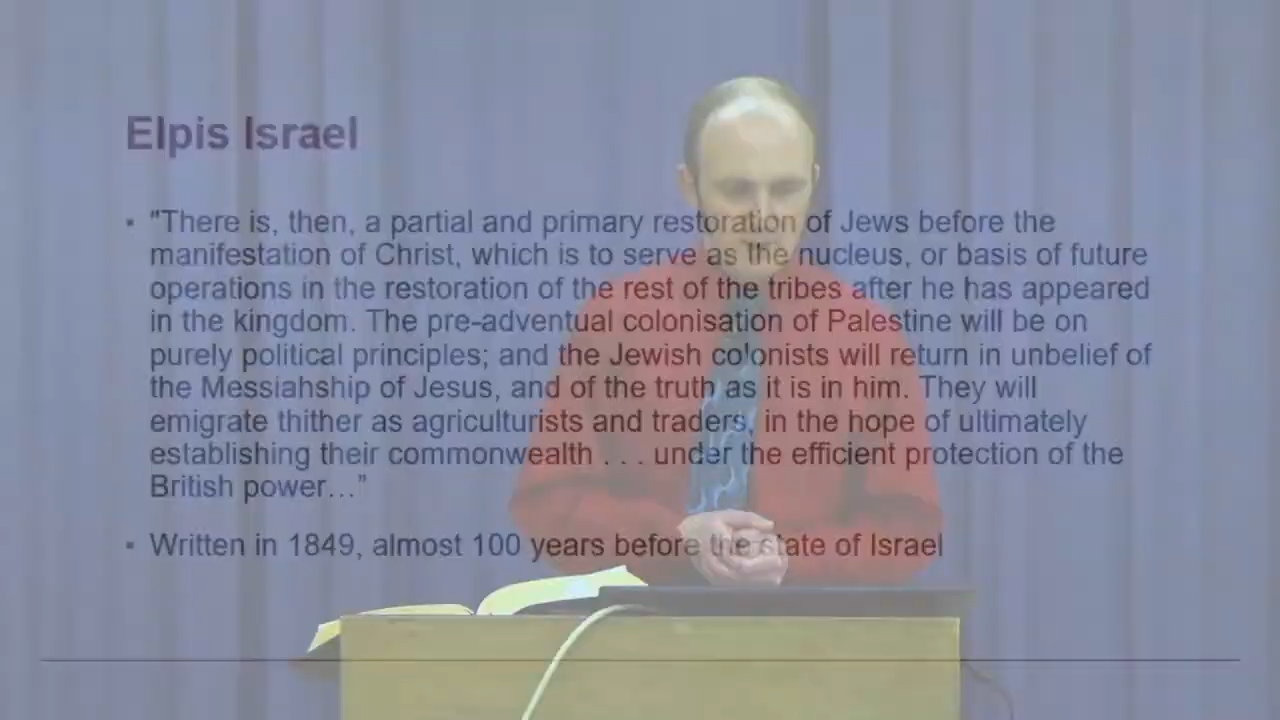 Elpis Israel
▪ "There is, then, a partial and primary restoration of Jews before the
manifestation of Christ, which is to serve as the nucleus, or basis of future
operations in the restoration of the rest of the tribes after he has appeared
in the kingdom. The pre-adventual colonisation of Palestine will be on
purely political principles; and the Jewish colonists will return in unbelief of
the Messiahship of Jesus, and of the truth as it is in him. They will
emigrate thither as agriculturists and traders, in the hope of ultimately
establishing their commonwealth . . . under the efficient protection of the
British power…”
▪ Written in 1849, almost 100 years before the state of Israel